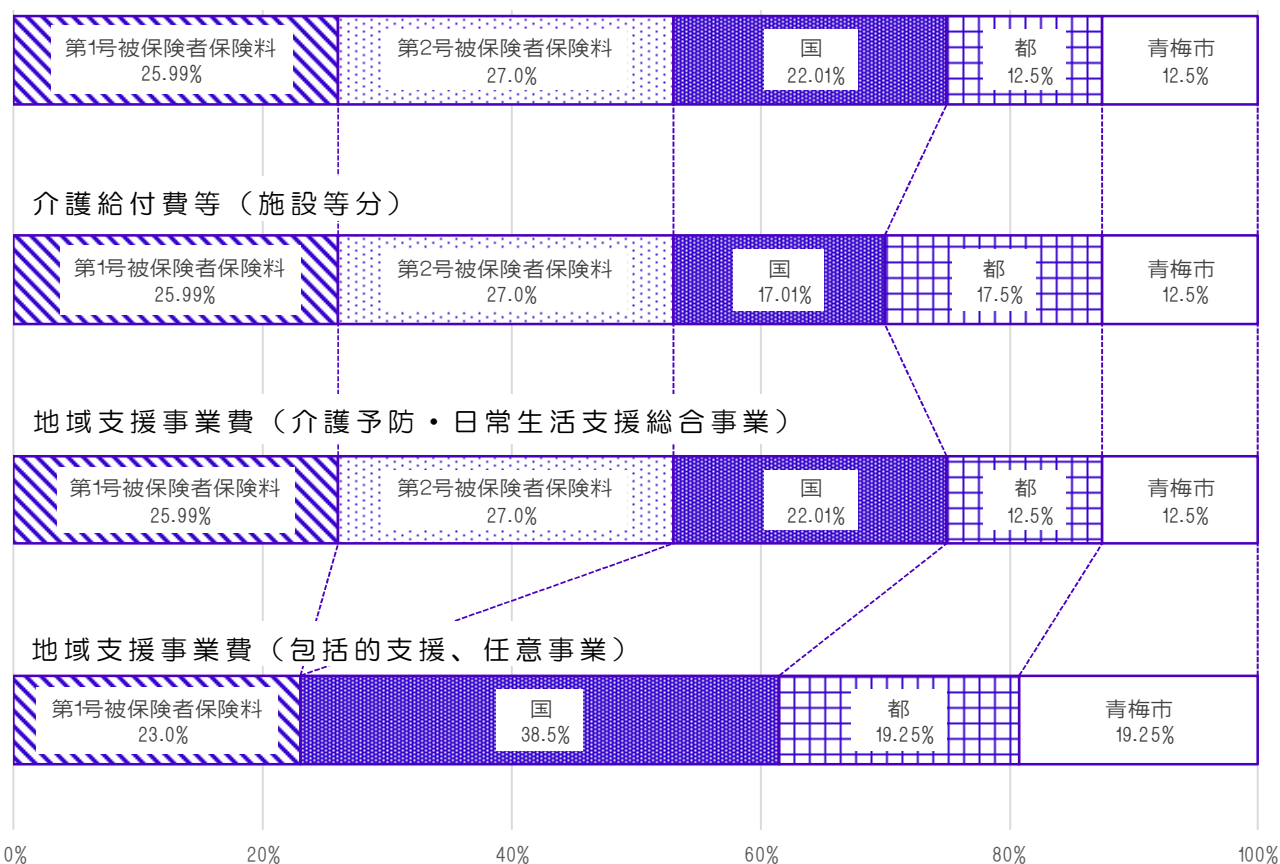 第1号被保険者保険料
25.99%
第2号被保険者保険料
27.0%
国
22.01%
都
12.5%
青梅市
12.5%
介護給付費等（施設等分）
第1号被保険者保険料
25.99%
第2号被保険者保険料
27.0%
国
17.01%
都
17.5%
青梅市
12.5%
地域支援事業費（介護予防・日常生活支援総合事業）
第1号被保険者保険料
25.99%
第2号被保険者保険料
27.0%
国
22.01%
都
12.5%
青梅市
12.5%
地域支援事業費（包括的支援、任意事業）
第1号被保険者保険料
23.0%
国
38.5%
都
19.25%
青梅市
19.25%
0% 20% 40% 60% 80% 100%